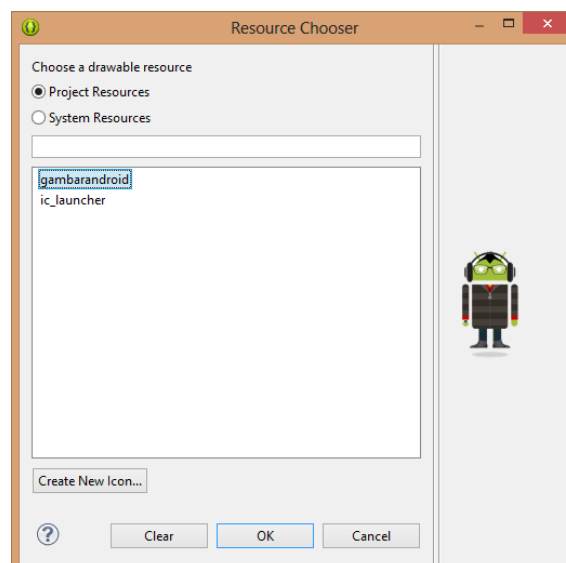 Resource Chooser
Choose a drawable resource
Project Resources
System Resources
gambarandroid
ic_launcher
Create New Icon...
Clear
OK
Cancel